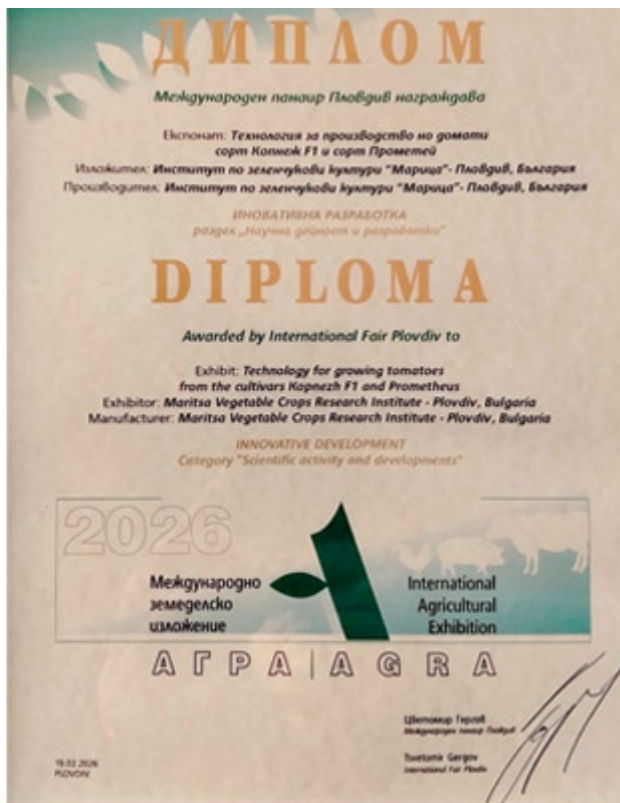 ДИПЛОМ
Международен панаир Пловдив награждава
Експонат: Технология за производство но домати
сорт Копнеж F1 и сорт Прометей
Изложител: Институт по зеленчукови култури "Марица"- Пловдив, България
Производител: Институт по зеленчукови култури "Марица"- Пловдив, България
ИНОВАТИВНА РАЗРАБОТКА
раздел „Научна дейност и разработки"
DIPLOMA
Awarded by International Fair Plovdiv to
Exhibit: Technology for growing tomatoes
from the cultivars Kopnezh F1 and Prometheus
Exhibitor: Maritsa Vegetable Crops Research Institute - Plovdiv, Bulgaria
Manufacturer: Maritsa Vegetable Crops Research Institute - Plovdiv, Bulgaria
INNOVATIVE DEVELOPMENT
Category "Scientific activity and developments"
2026
Международно
земеделско
изложение
International
Agricultural
Exhibition
АГРА | AGRA
Цветомир Гергов
Международен панаир Пловдив
Tsvetomir Gergov
International Fair Plovdiv
19.02.2026
PLOVDIV